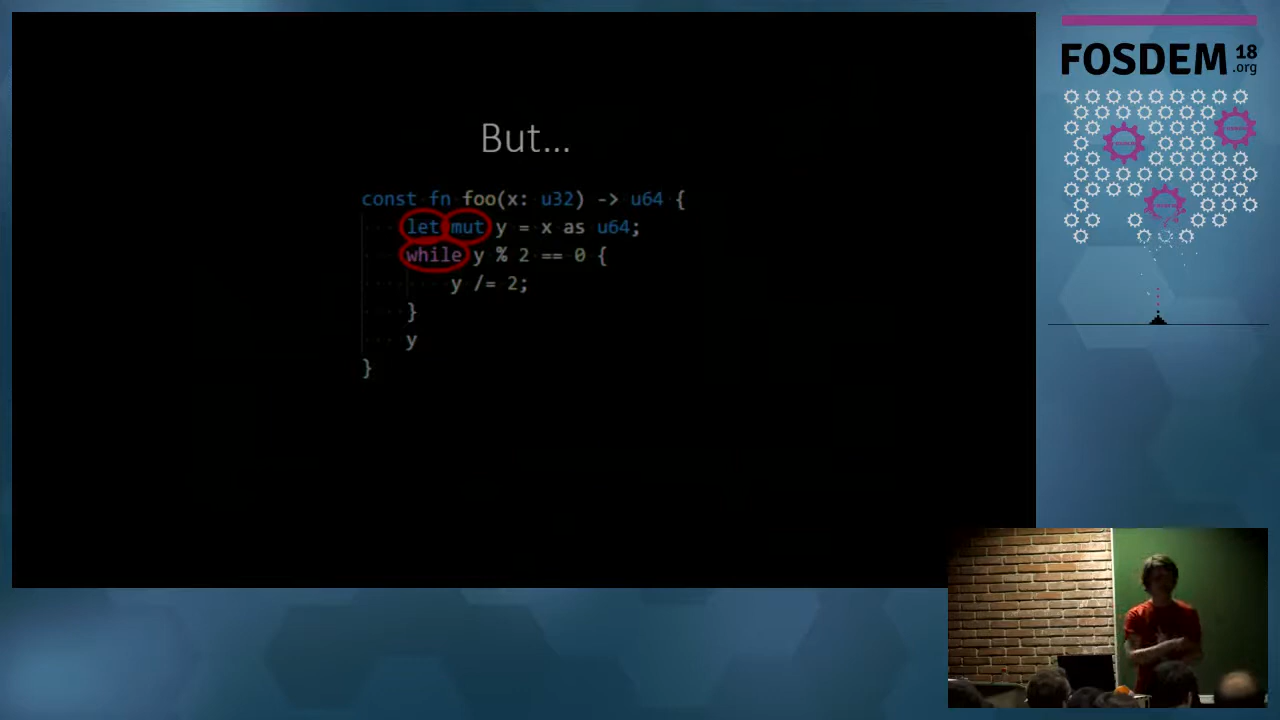 But...
const fn foo(x: u32) -> u64 {
let mut y = x as u64;
while y % 2 == 0 {
y /= 2;
}
y
}
FOSDEM 18
.org